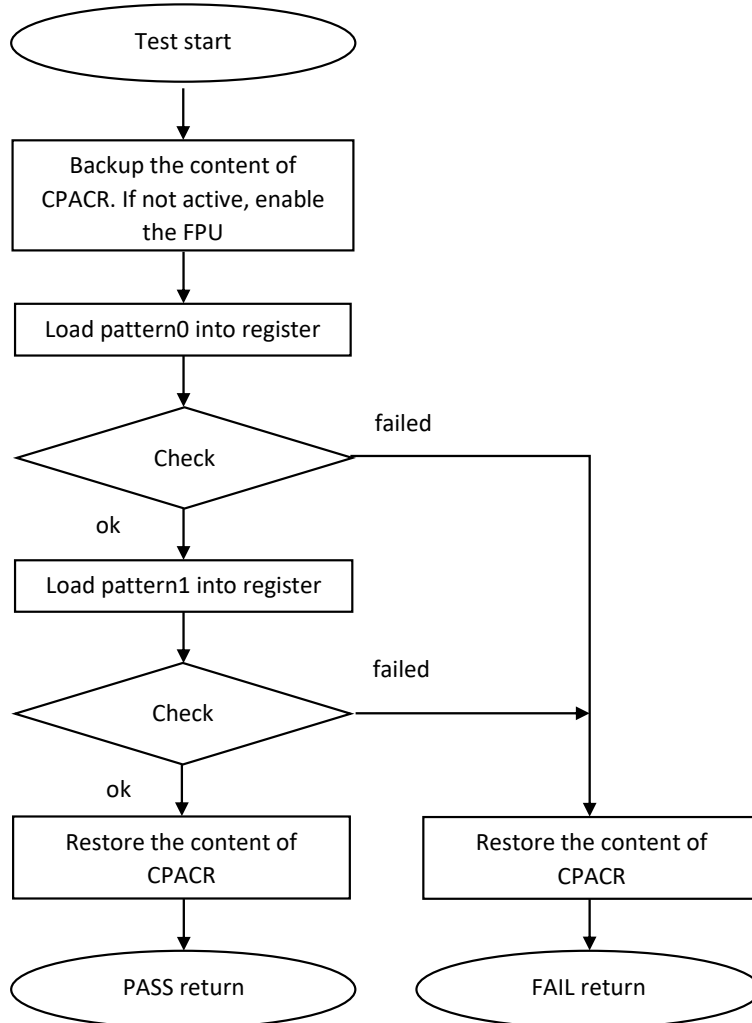 Test start
Backup the content of
CPACR. If not active, enable
the FPU
Load pattern0 into register
failed
Check
ok
Load pattern1 into register
failed
Check
ok
Restore the content of
CPACR
Restore the content of
CPACR
PASS return
FAIL return